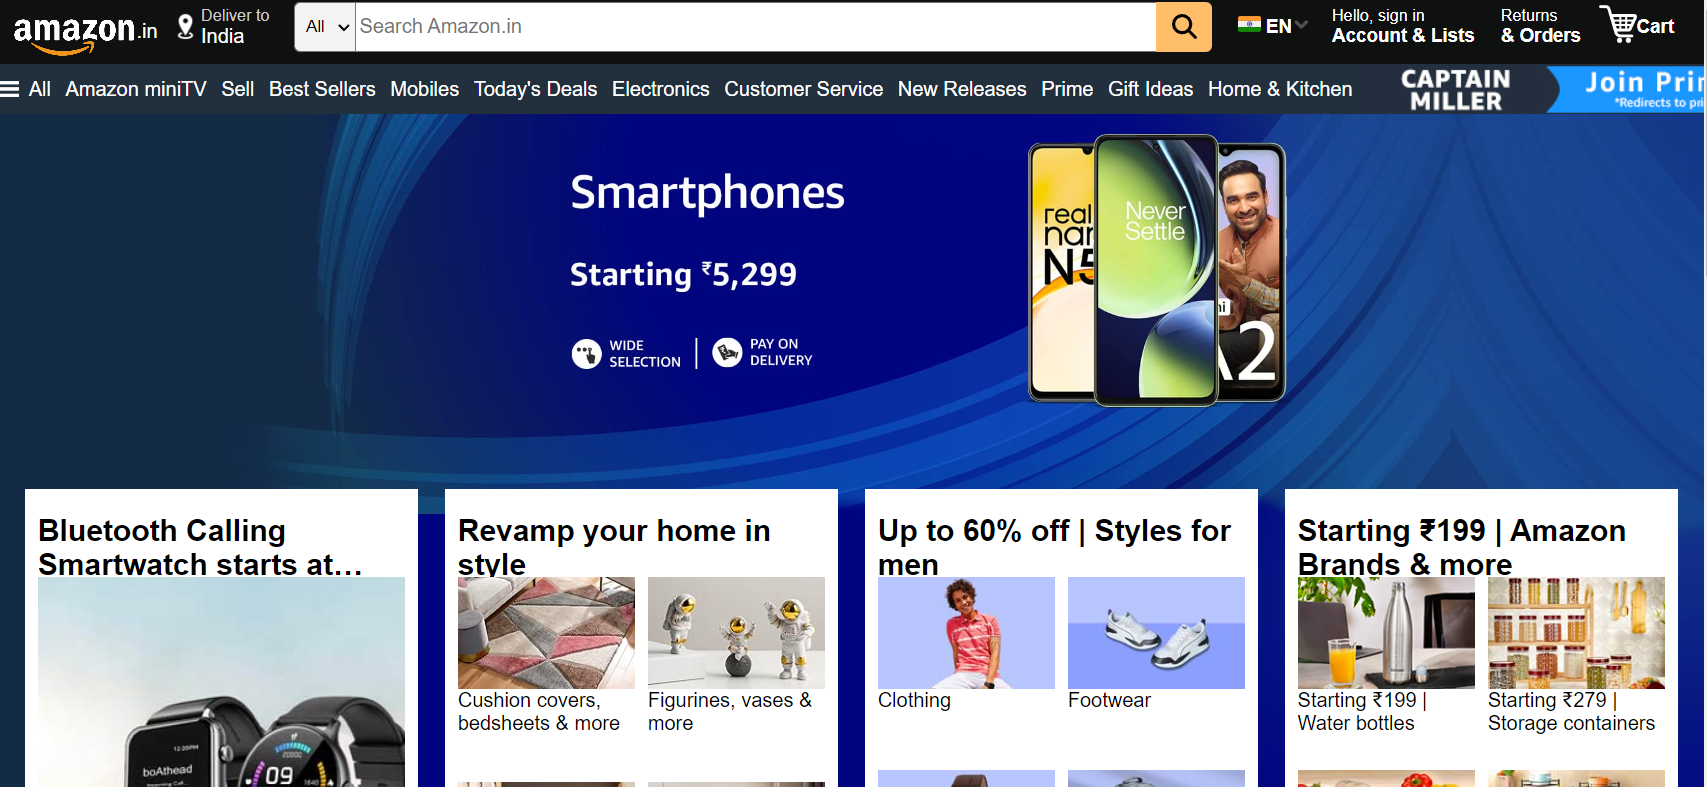 amazon.in
Deliver to
India
All
Search Amazon.in
EN
Hello, sign in
Account & Lists
Returns
& Orders
Cart
All Amazon miniTV Sell Best Sellers Mobiles Today's Deals Electronics Customer Service New Releases Prime Gift Ideas Home & Kitchen
CAPTAIN
MILLER
Join Prin
*Redirects to pri
Smartphones
Starting ₹5,299
WIDE
SELECTION
PAY ON
DELIVERY
real
nar
N5
Never
Settle
A2
Bluetooth Calling
Smartwatch starts at...
Revamp your home in
style
Up to 60% off | Styles for
men
Starting ₹199 | Amazon
Brands & more
Cushion covers,
bedsheets & more
Figurines, vases &
more
Clothing
Footwear
Starting ₹199 |
Water bottles
Starting ₹279 |
Storage containers
boAthead
09